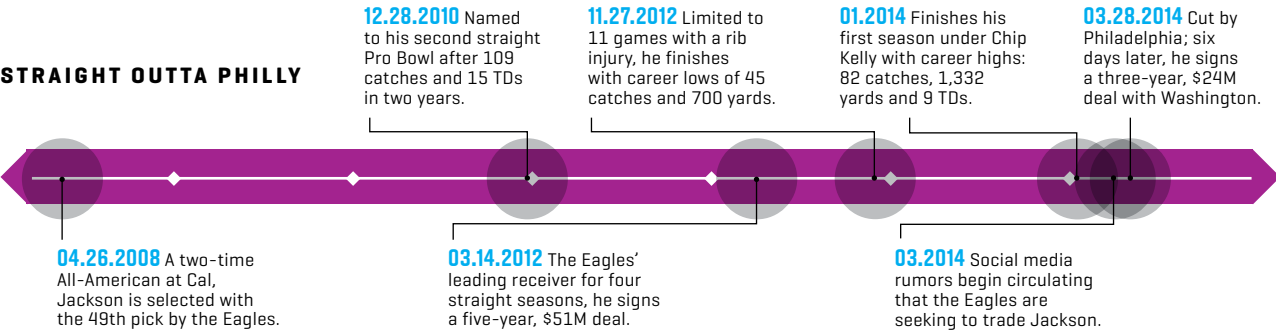 STRAIGHT OUTTA PHILLY
12.28.2010 Named
to his second straight
Pro Bowl after 109
catches and 15 TDs
in two years.
11.27.2012 Limited to
11 games with a rib
injury, he finishes
with career lows of 45
catches and 700 yards.
01.2014 Finishes his
first season under Chip
Kelly with career highs:
82 catches, 1,332
yards and 9 TDs.
03.28.2014 Cut by
Philadelphia; six
days later, he signs
a three-year, $24M
deal with Washington.
04.26.2008 A two-time
All-American at Cal,
Jackson is selected with
the 49th pick by the Eagles.
03.14.2012 The Eagles’
leading receiver for four
straight seasons, he signs
a five-year, $51M deal.
03.2014 Social media
rumors begin circulating
that the Eagles are
seeking to trade Jackson.